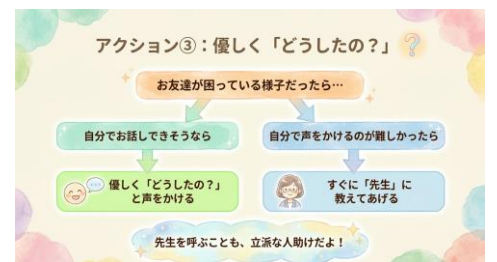 アクション③：優しく「どうしたの？」
お友達が困っている様子だったら…
自分でお話しできそうなら
自分で声をかけるのが難しかったら
優しく「どうしたの？」
と声をかける
すぐに「先生」に
教えてあげる
先生を呼ぶことも、立派な人助けだよ！